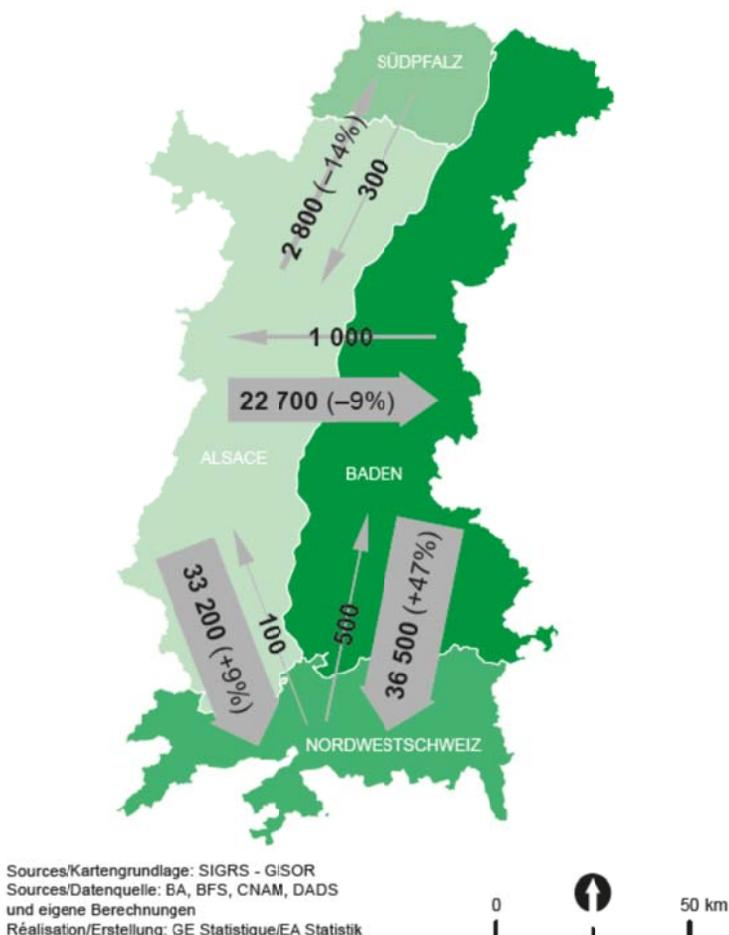 SÜDPFALZ
2 800 (–14%)
300
1 000
22 700 (–9%)
ALSACE
BADEN
33 200 (+6%)
100
500
36 500 (+47%)
NORDWESTSCHWEIZ
Sources/Kartengrundlage: SIGRS - GISOR
Sources/Datenquelle: BA, BFS, CNAM, DADS
und eigene Berechnungen
Réalisation/Erstellung: GE Statistique/EA Statistik
0 50 km